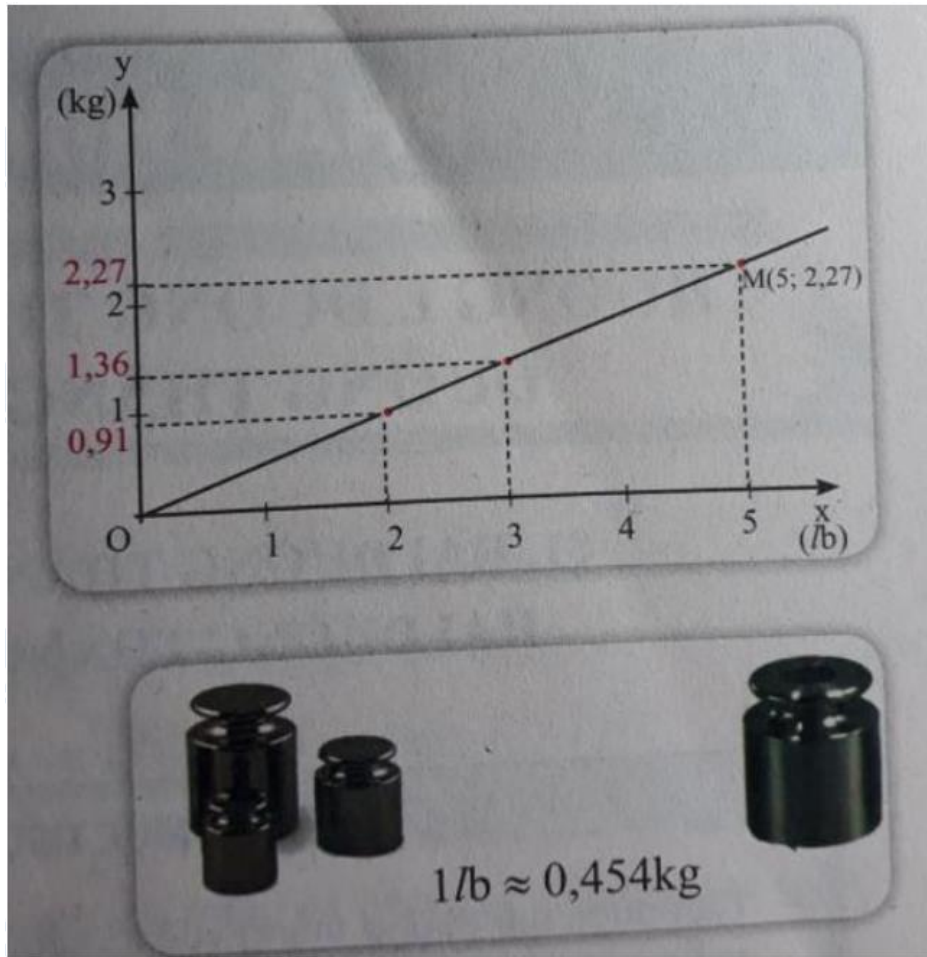 y
(kg)
3
2,27
2
1,36
1
0,91
M(5; 2,27)
O 1 2 3 4 5 x
(lb)
1lb ≈ 0,454kg